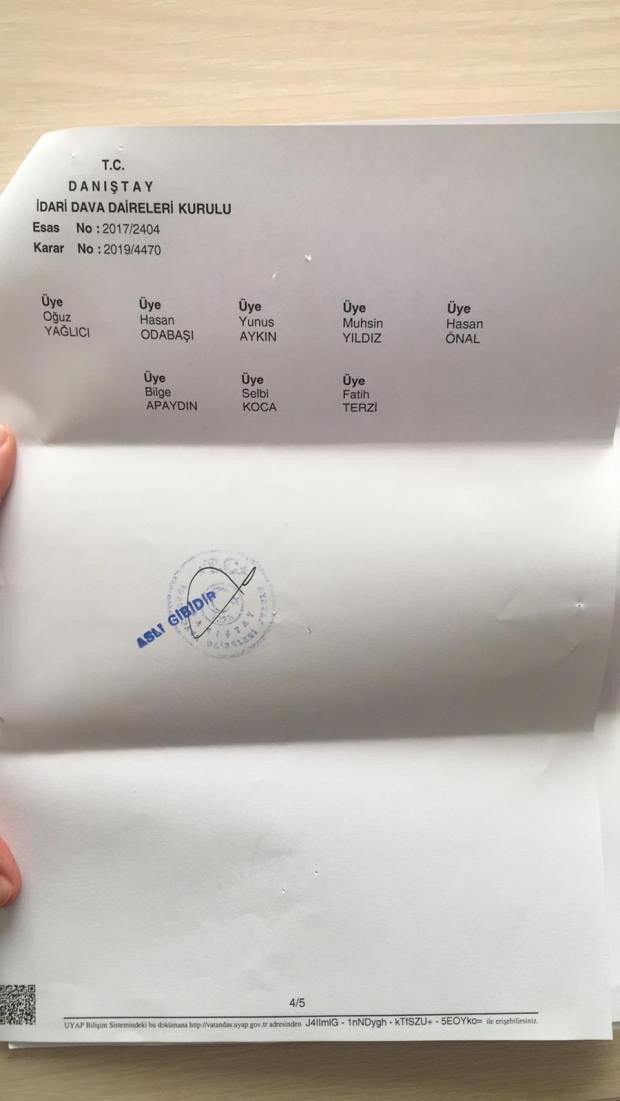 T.C.
DANIŞTAY
İDARİ DAVA DAİRELERİ KURULU
Esas No : 2017/2404
Karar No : 2019/4470
Üye Üye Üye Üye Üye
Oğuz Hasan Yunus Muhsin Hasan
YAĞLICI ODABAŞI AYKIN YILDIZ ÖNAL
Üye Üye Üye
Bilge Selbi Fatih
APAYDIN KOCA TERZİ
ASLI GİBİDİR
4/5
UYAP Bilişim Sistemindeki bu dokümana http://vatandas.uyap.gov.tr adresinden J4IImIG - 1nNDygh - kTfSZU+ - 5EOYko= ile erişebilirsiniz.